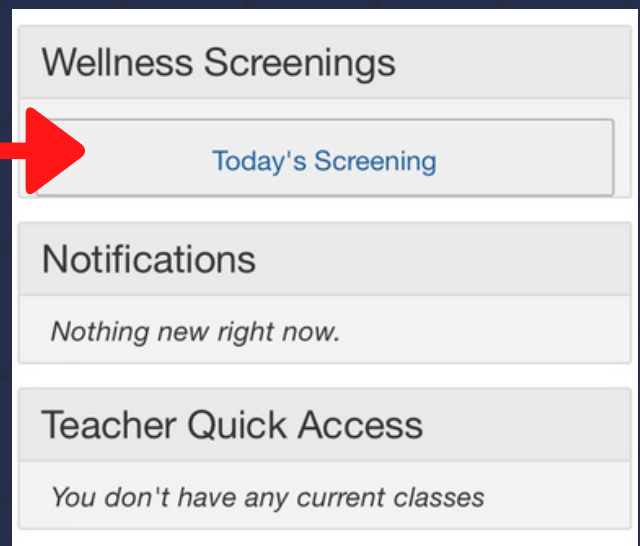 Wellness Screenings
Today's Screening
Notifications
Nothing new right now.
Teacher Quick Access
You don't have any current classes